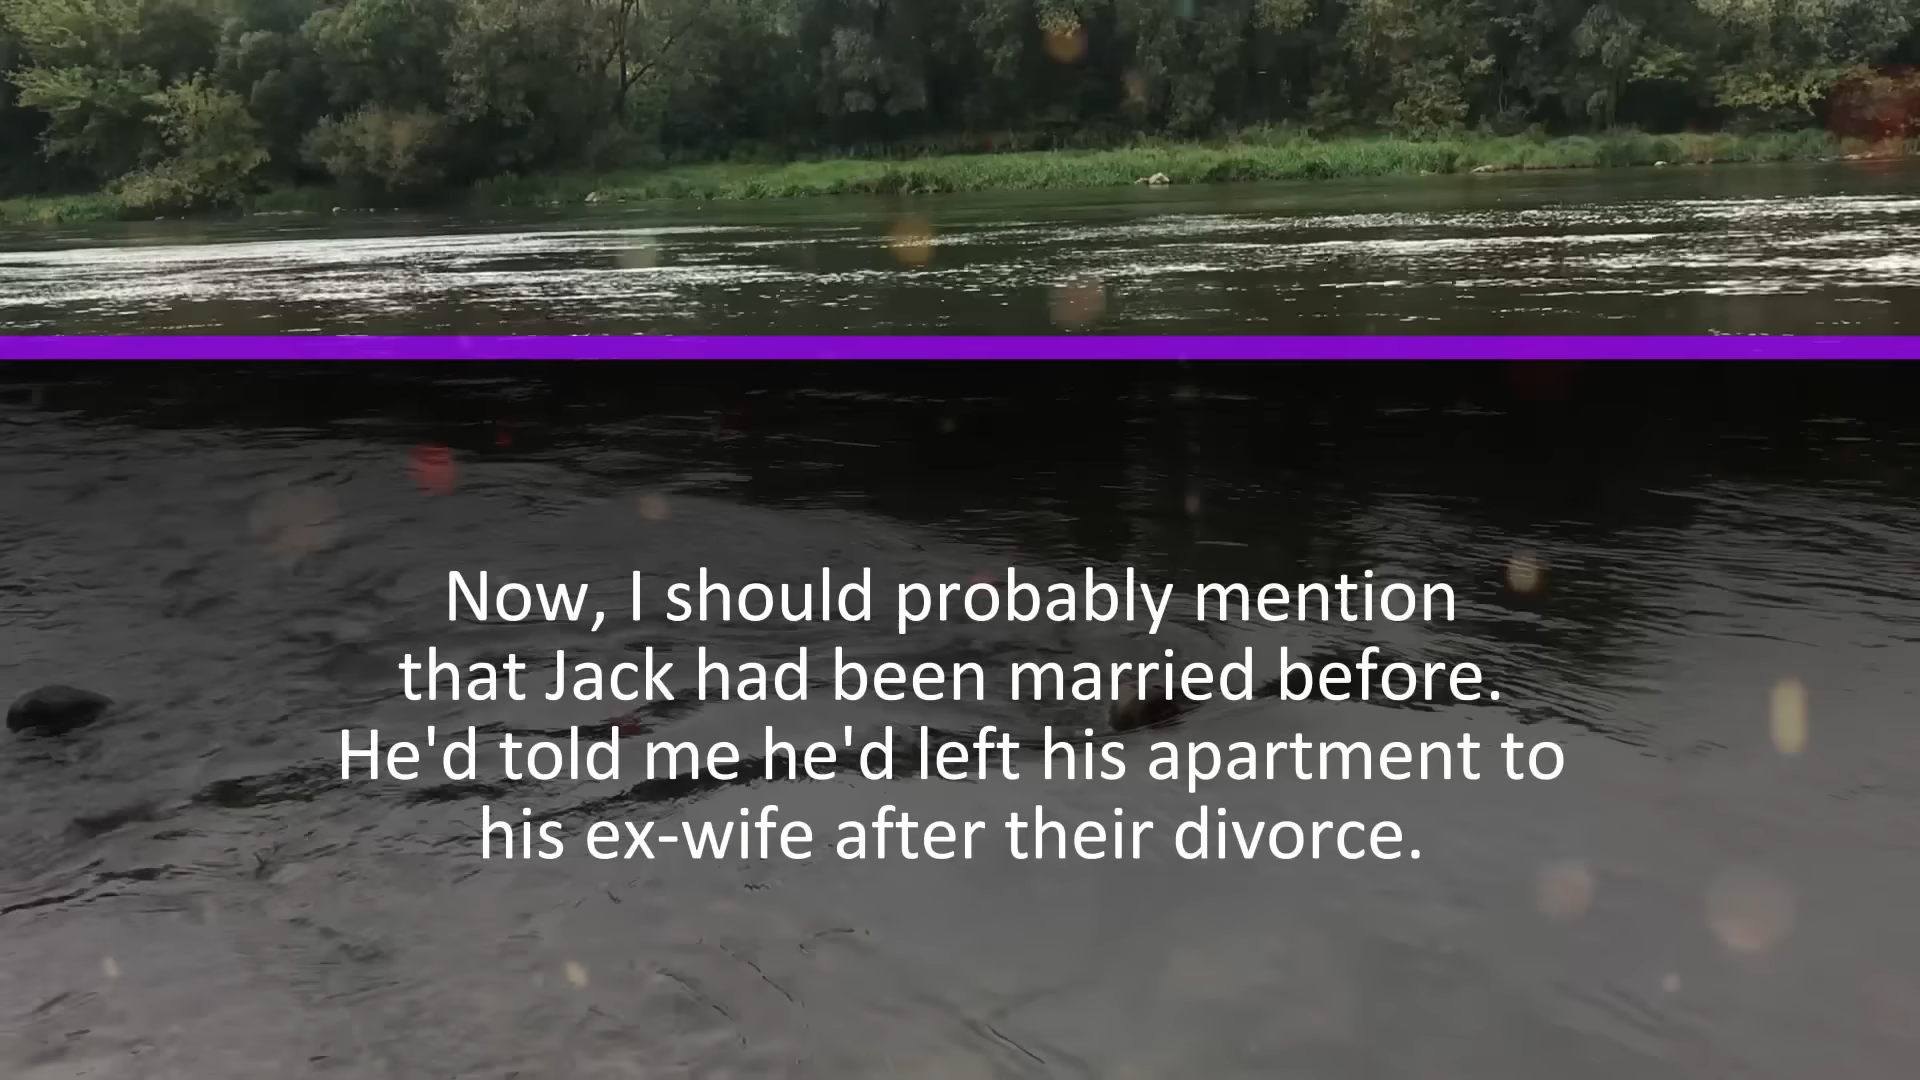 Now, I should probably mention
that Jack had been married before.
He'd told me he'd left his apartment to
his ex-wife after their divorce.